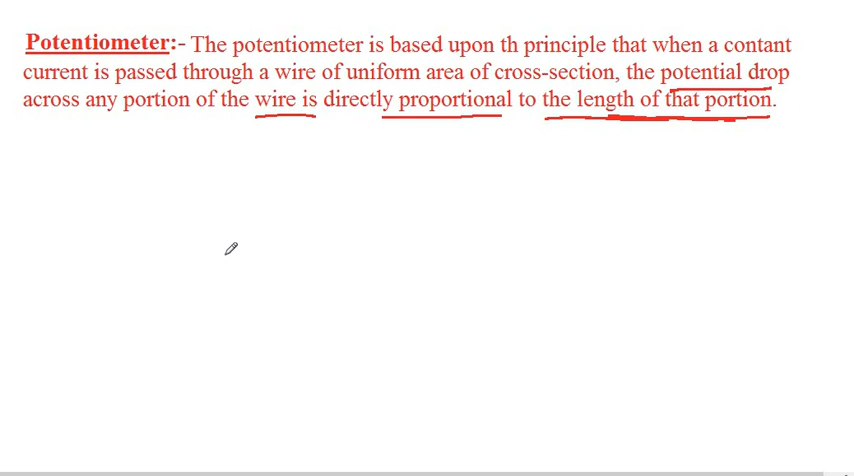 Potentiometer:- The potentiometer is based upon th principle that when a contant
current is passed through a wire of uniform area of cross-section, the potential drop
across any portion of the wire is directly proportional to the length of that portion.